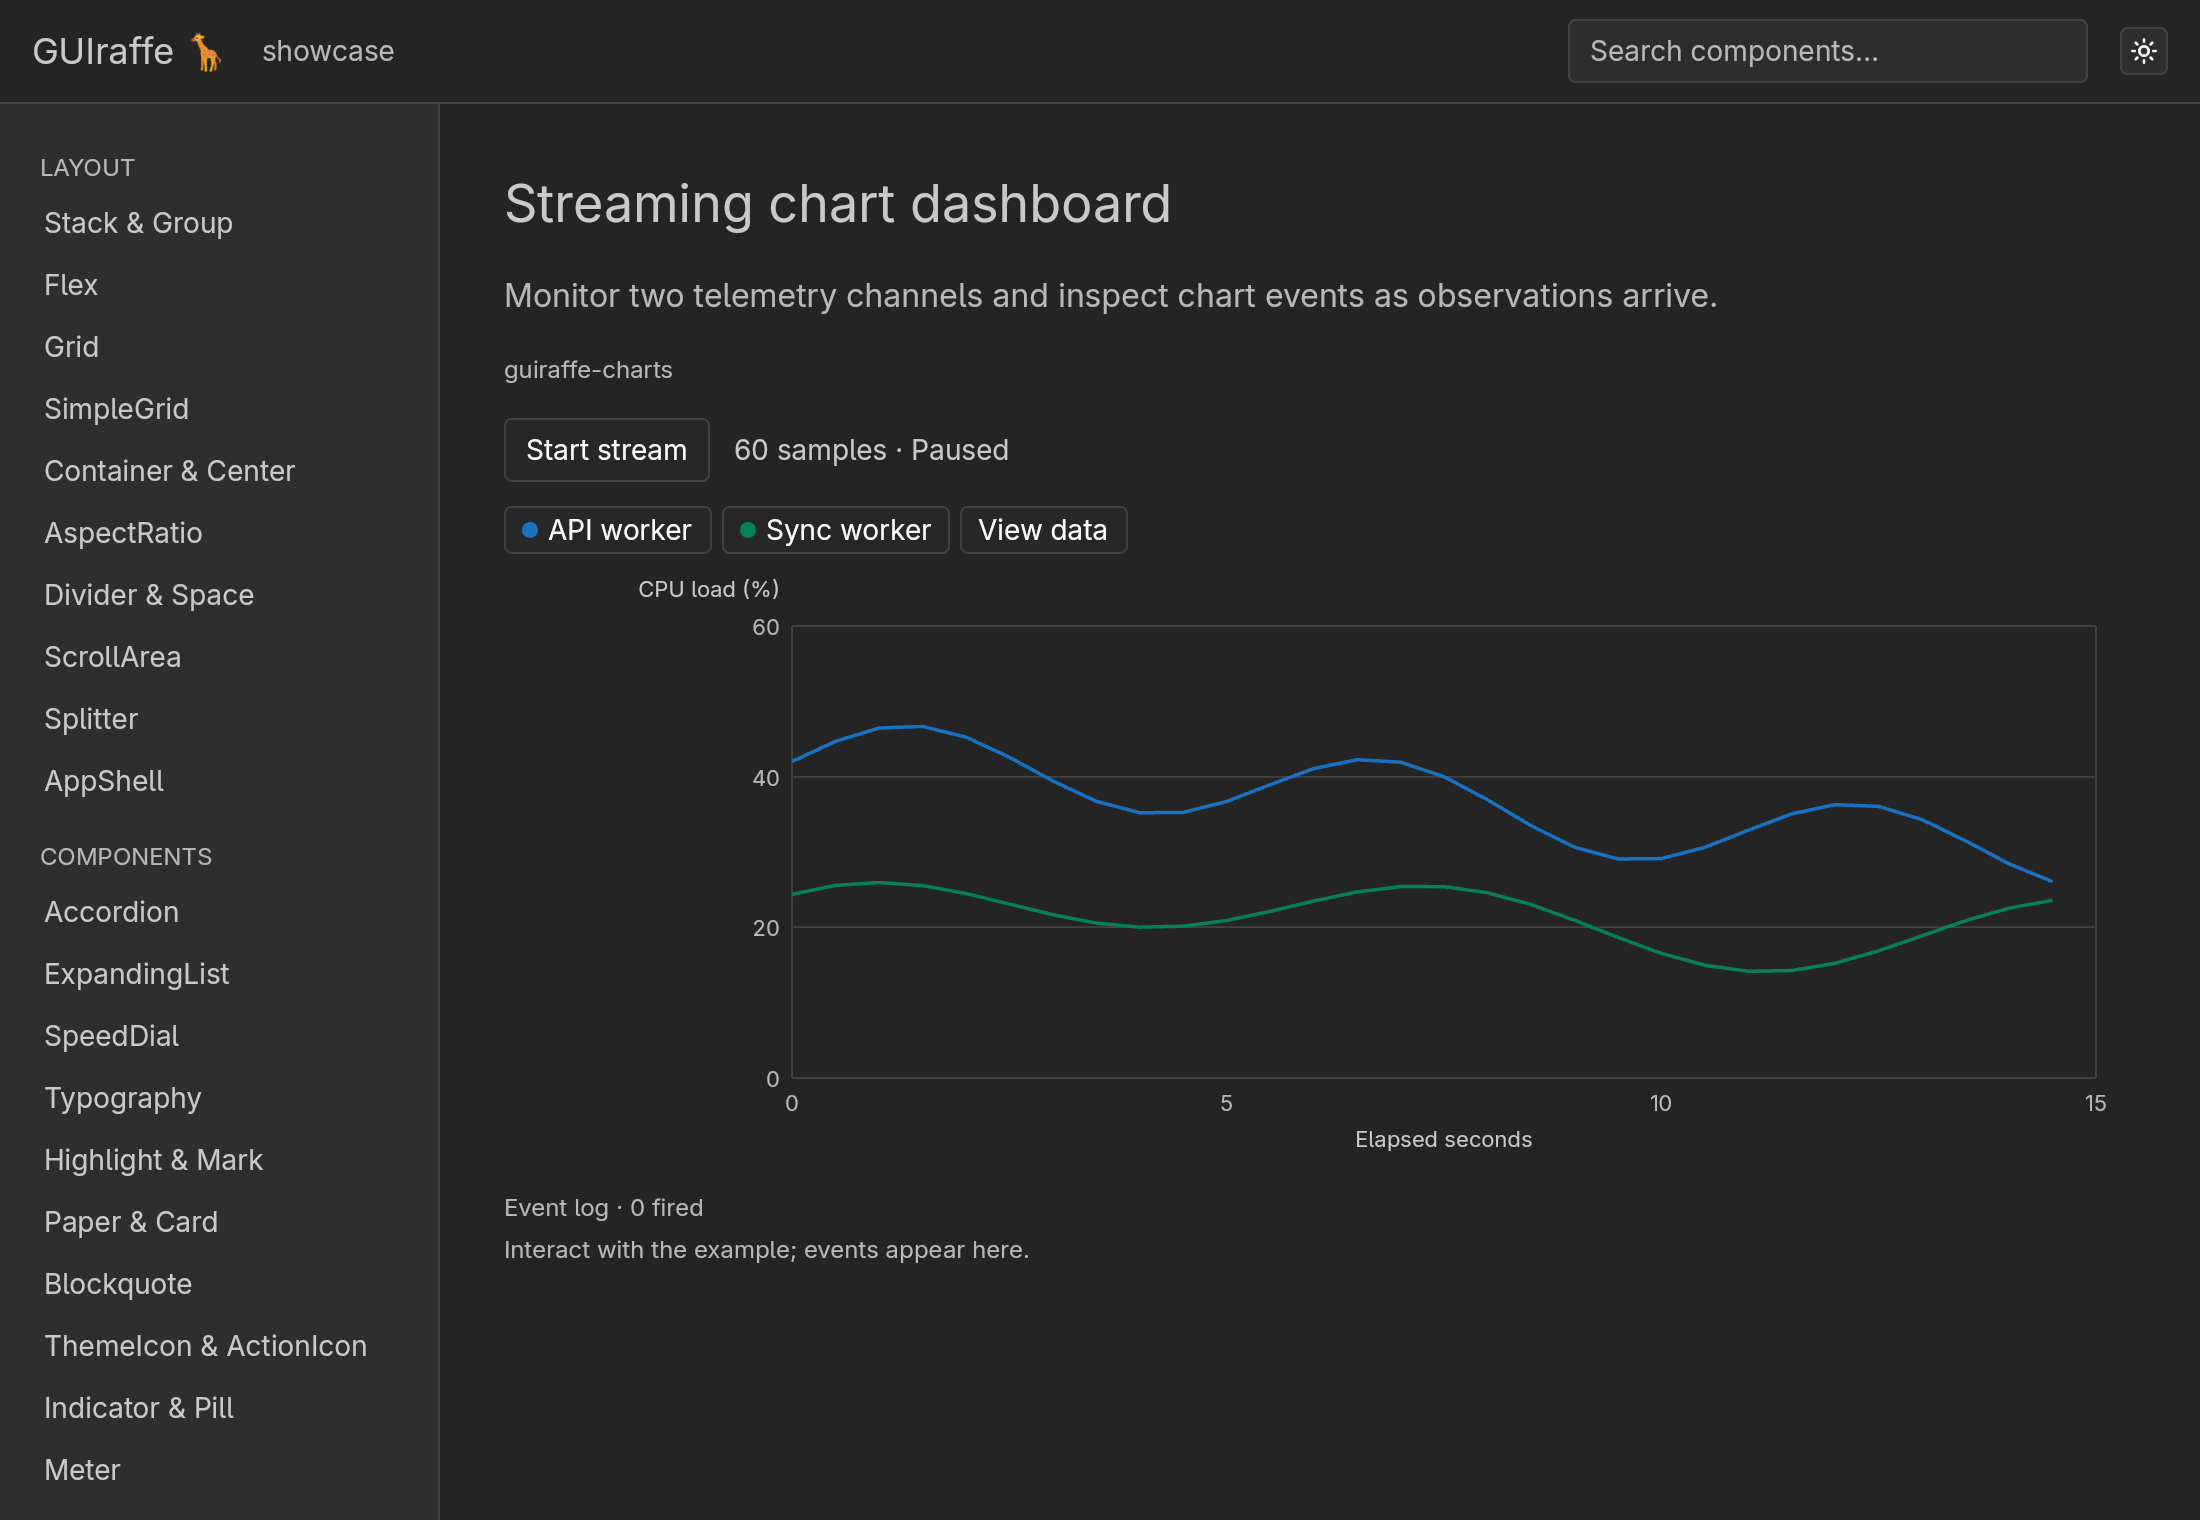 GUIraffe 🦒 showcase
Search components...
LAYOUT
Stack & Group
Flex
Grid
SimpleGrid
Container & Center
AspectRatio
Divider & Space
ScrollArea
Splitter
AppShell
COMPONENTS
Accordion
ExpandingList
SpeedDial
Typography
Highlight & Mark
Paper & Card
Blockquote
ThemeIcon & ActionIcon
Indicator & Pill
Meter
Streaming chart dashboard
Monitor two telemetry channels and inspect chart events as observations arrive.
guiraffe-charts
Start stream
60 samples · Paused
API worker
Sync worker
View data
CPU load (%)
60
40
20
0
0 5 10 15
Elapsed seconds
Event log · 0 fired
Interact with the example; events appear here.